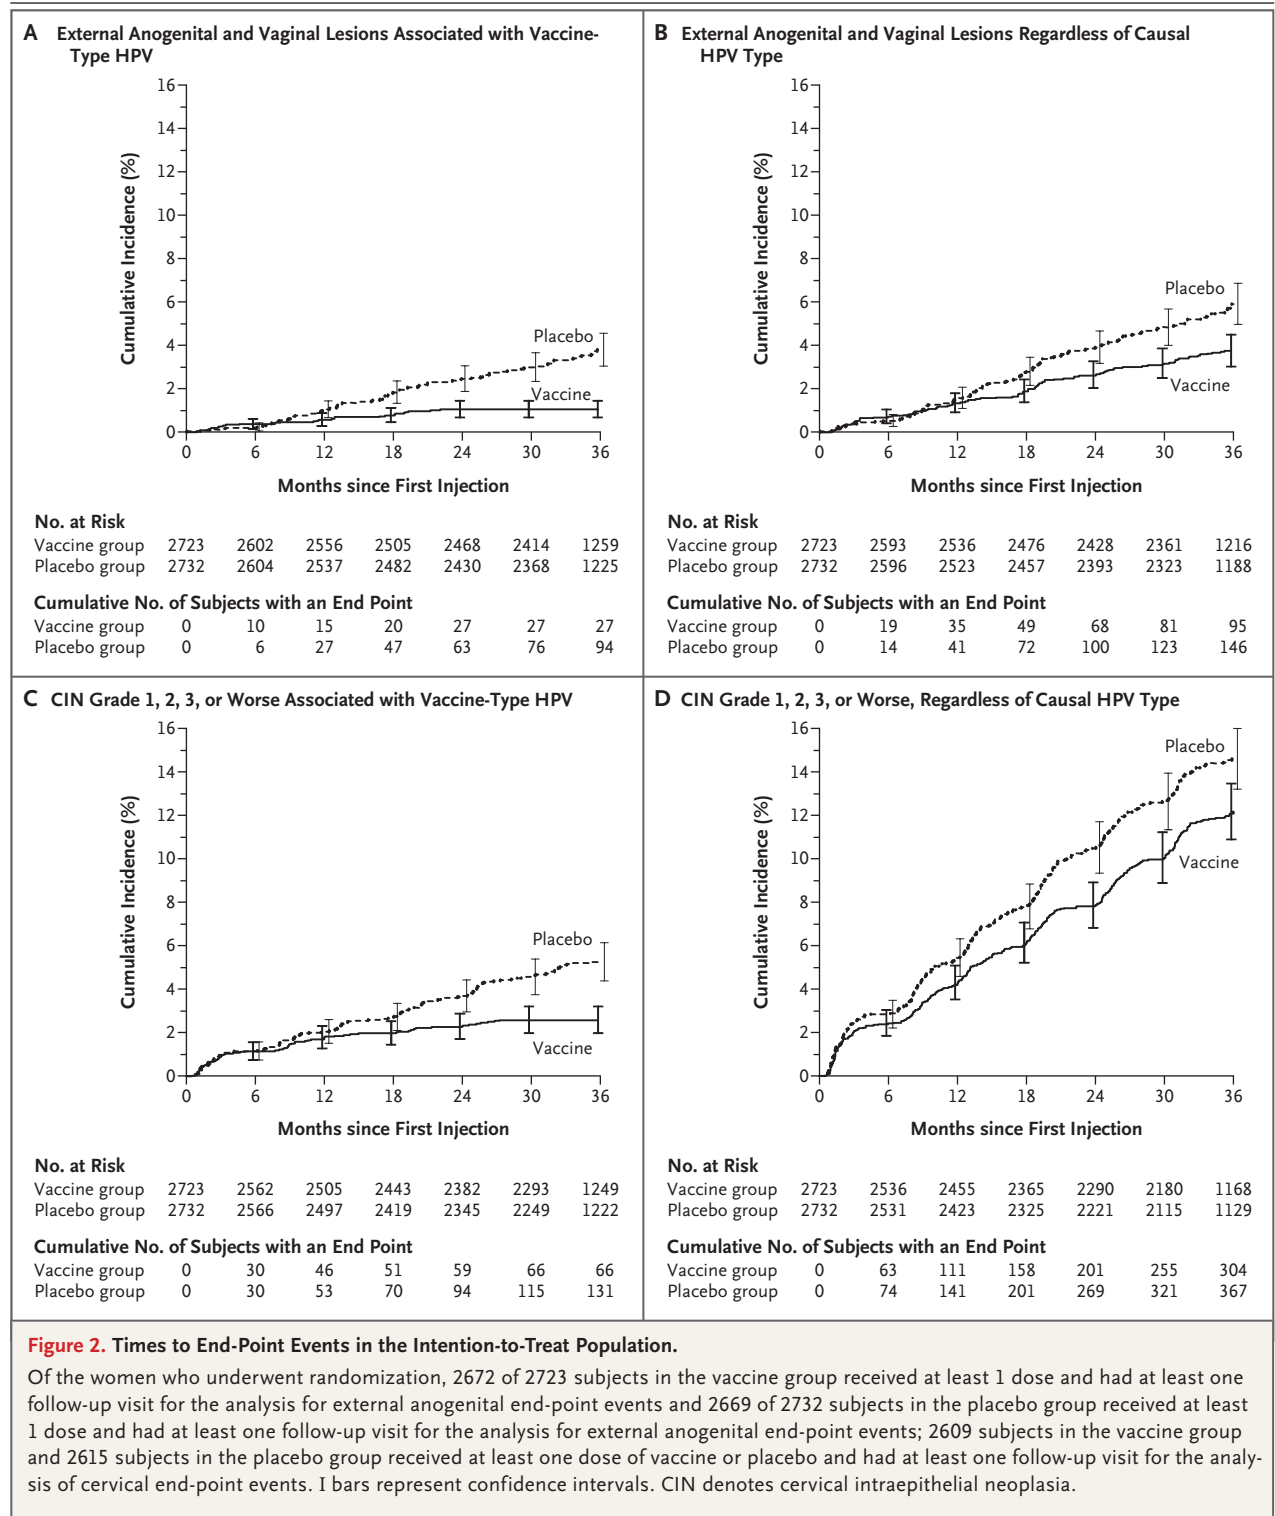 A External Anogenital and Vaginal Lesions Associated with Vaccine-
Type HPV
Cumulative Incidence (%)
16
14
12
10
8
6
4
2
0
Placebo
Vaccine
0 6 12 18 24 30 36
Months since First Injection
No. at Risk
Vaccine group 2723 2602 2556 2505 2468 2414 1259
Placebo group 2732 2604 2537 2482 2430 2368 1225
Cumulative No. of Subjects with an End Point
Vaccine group 0 10 15 20 27 27 27
Placebo group 0 6 27 47 63 76 94
B External Anogenital and Vaginal Lesions Regardless of Causal
HPV Type
Cumulative Incidence (%)
16
14
12
10
8
6
4
2
0
Placebo
Vaccine
0 6 12 18 24 30 36
Months since First Injection
No. at Risk
Vaccine group 2723 2593 2536 2476 2428 2361 1216
Placebo group 2732 2596 2523 2457 2393 2323 1188
Cumulative No. of Subjects with an End Point
Vaccine group 0 19 35 49 68 81 95
Placebo group 0 14 41 72 100 123 146
C CIN Grade 1, 2, 3, or Worse Associated with Vaccine-Type HPV
Cumulative Incidence (%)
16
14
12
10
8
6
4
2
0
Placebo
Vaccine
0 6 12 18 24 30 36
Months since First Injection
No. at Risk
Vaccine group 2723 2562 2505 2443 2382 2293 1249
Placebo group 2732 2566 2497 2419 2345 2249 1222
Cumulative No. of Subjects with an End Point
Vaccine group 0 30 46 51 59 66 66
Placebo group 0 30 53 70 94 115 131
D CIN Grade 1, 2, 3, or Worse, Regardless of Causal HPV Type
Cumulative Incidence (%)
16
14
12
10
8
6
4
2
0
Placebo
Vaccine
0 6 12 18 24 30 36
Months since First Injection
No. at Risk
Vaccine group 2723 2536 2455 2365 2290 2180 1168
Placebo group 2732 2531 2423 2325 2221 2115 1129
Cumulative No. of Subjects with an End Point
Vaccine group 0 63 111 158 201 255 304
Placebo group 0 74 141 201 269 321 367
Figure 2. Times to End-Point Events in the Intention-to-Treat Population.
Of the women who underwent randomization, 2672 of 2723 subjects in the vaccine group received at least 1 dose and had at least one
follow-up visit for the analysis for external anogenital end-point events and 2669 of 2732 subjects in the placebo group received at least
1 dose and had at least one follow-up visit for the analysis for external anogenital end-point events; 2609 subjects in the vaccine group
and 2615 subjects in the placebo group received at least one dose of vaccine or placebo and had at least one follow-up visit for the analy-
sis of cervical end-point events. I bars represent confidence intervals. CIN denotes cervical intraepithelial neoplasia.